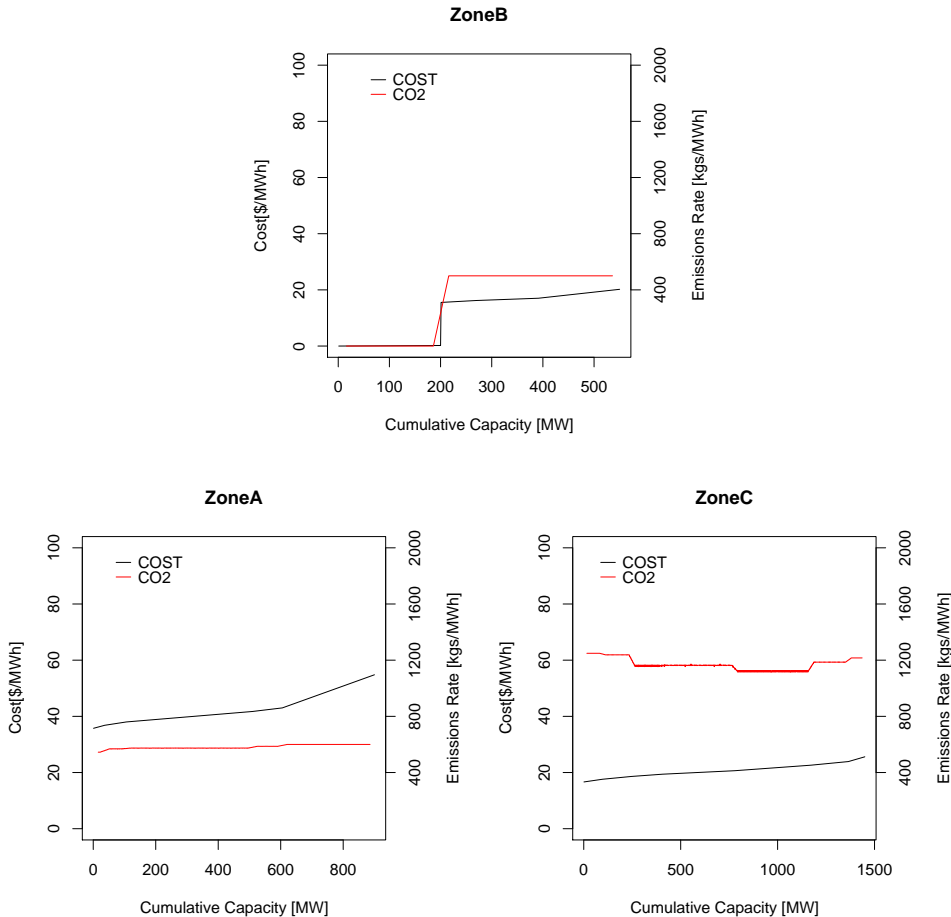 ZoneB
COST
CO2
Cost[$/MWh]
0
20
40
60
80
100
Emissions Rate [kgs/MWh]
400
800
1200
1600
2000
0 100 200 300 400 500
Cumulative Capacity [MW]
ZoneA
COST
CO2
Cost[$/MWh]
0
20
40
60
80
100
Emissions Rate [kgs/MWh]
400
800
1200
1600
2000
0 200 400 600 800
Cumulative Capacity [MW]
ZoneC
COST
CO2
Cost[$/MWh]
0
20
40
60
80
100
Emissions Rate [kgs/MWh]
400
800
1200
1600
2000
0 500 1000 1500
Cumulative Capacity [MW]